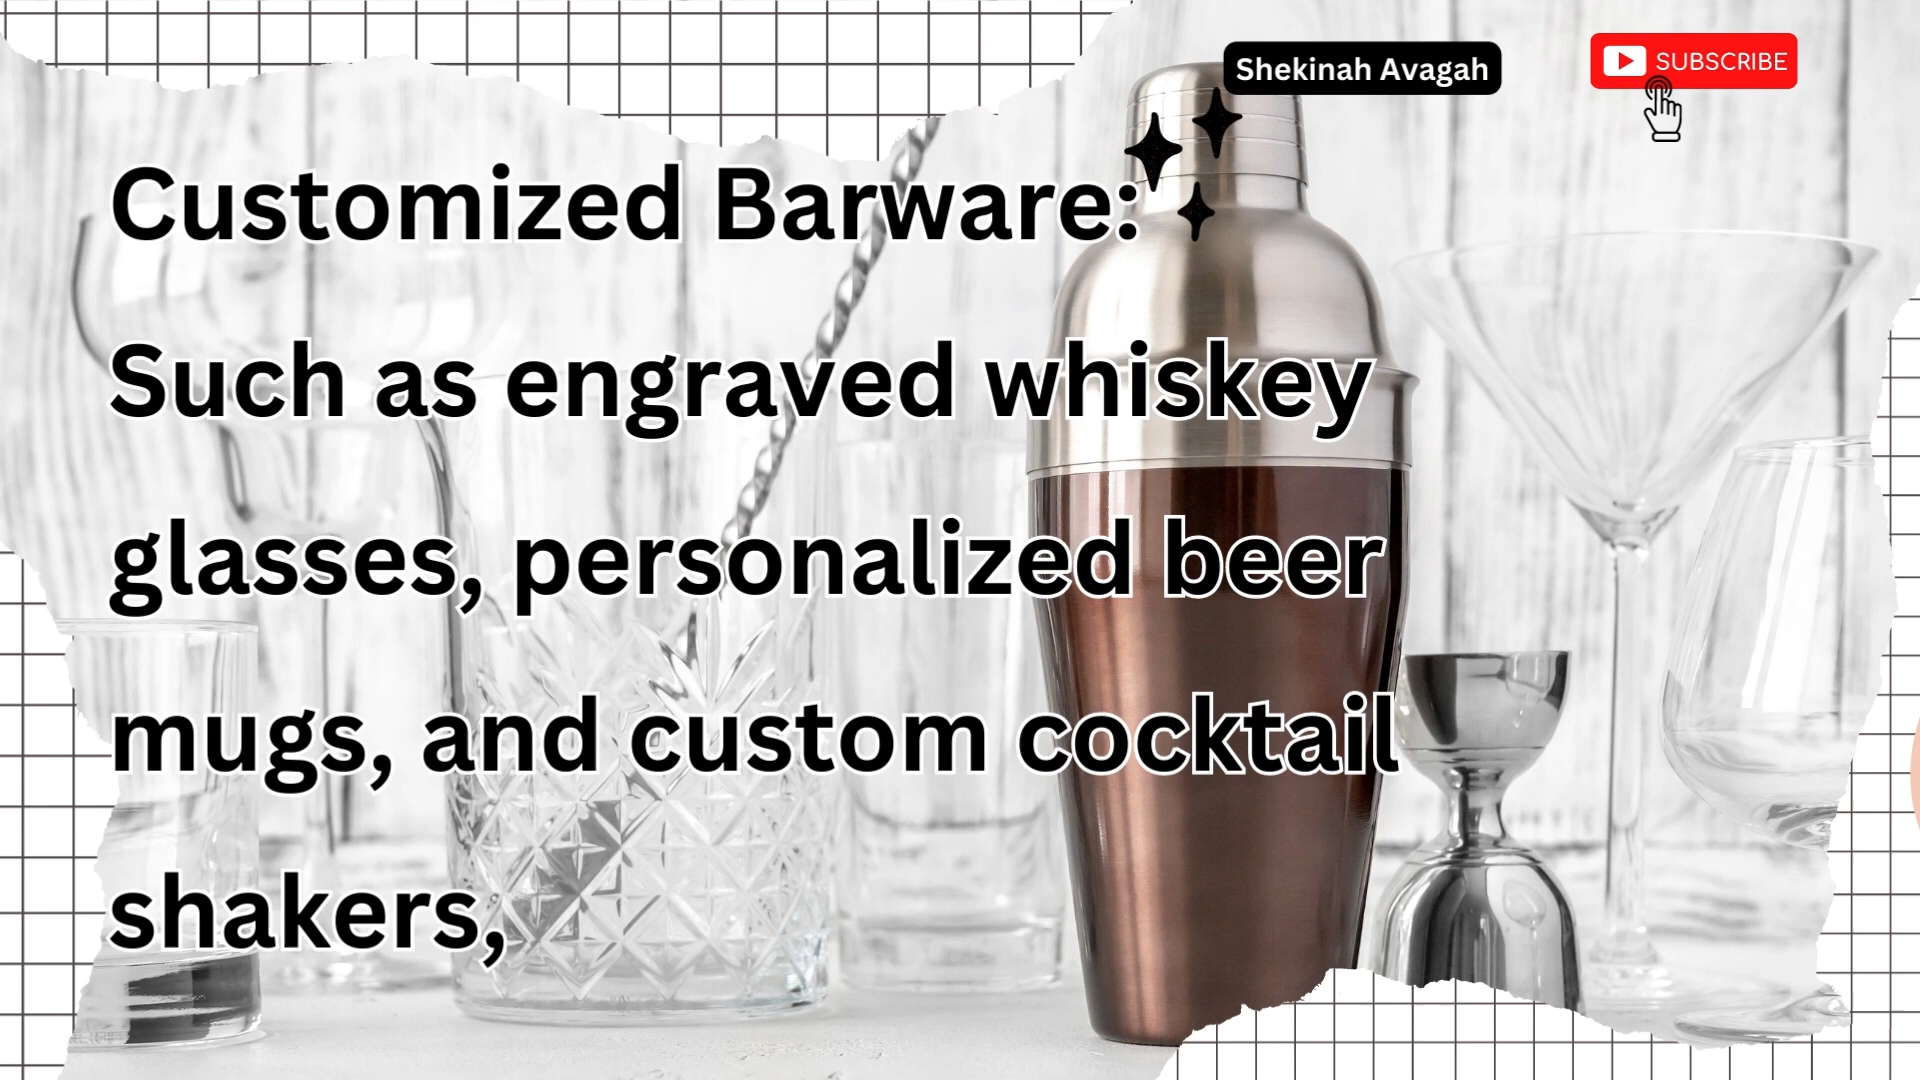 Shekinah Avagah
SUBSCRIBE
Customized Barware:
Such as engraved whiskey
glasses, personalized beer
mugs, and custom cocktail
shakers,